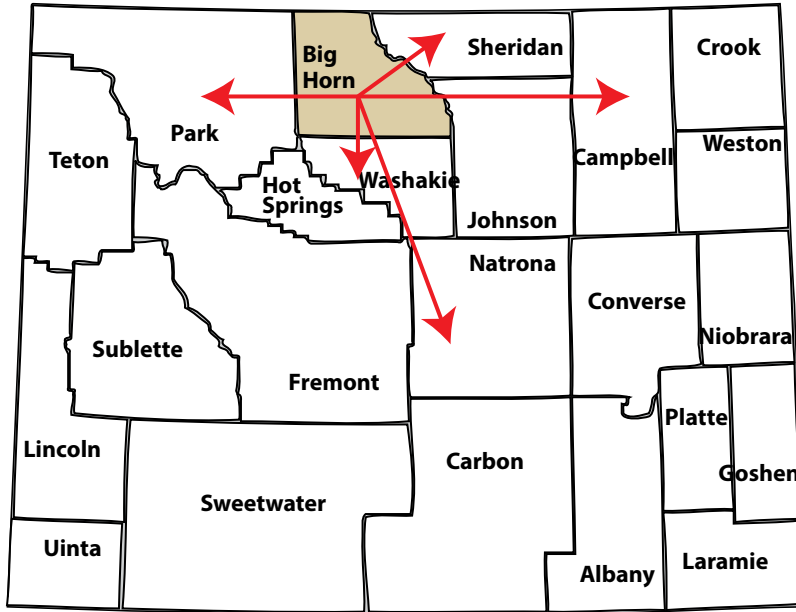 Big
Horn
Sheridan
Crook
Park
Teton
Campbell
Weston
Washakie
Hot
Springs
Johnson
Natrona
Converse
Niobrara
Sublette
Fremont
Platte
Lincoln
Carbon
Goshen
Sweetwater
Uinta
Albany
Laramie